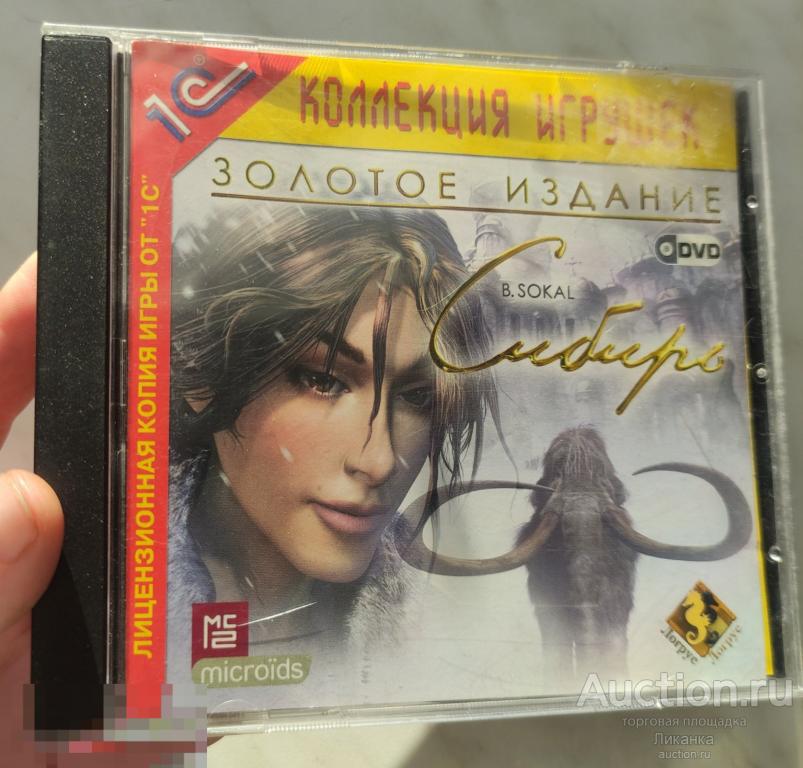 1С®
КОЛЛЕКЦИЯ ИГРУШЕК
ЗОЛОТОЕ ИЗДАНИЕ
DVD
B. SOKAL
Сибирь
ЛИЦЕНЗИОННАЯ КОПИЯ ИГРЫ ОТ "1С"
MC2
microïds
Логрус Логрус
Auction.ru
торговая площадка
Ликанка
auction.ru